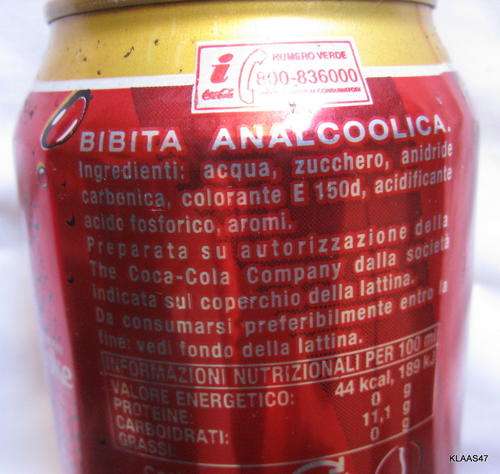 NUMERO VERDE
i
800-836000
Coca-Cola
BIBITA ANALCOOLICA.
Ingredienti: acqua, zucchero, anidride
carbonica, colorante E 150d, acidificante
acido fosforico, aromi.
Preparata su autorizzazione della
The Coca-Cola Company dalla società
indicata sul coperchio della lattina.
Da consumarsi preferibilmente entro la
fine: vedi fondo della lattina.
INFORMAZIONI NUTRIZIONALI PER 100 ml
VALORE ENERGETICO: 44 kcal, 189 kJ
PROTEINE: 0 g
CARBOIDRATI: 11,1 g
GRASSI: 0 g
KLAAS47